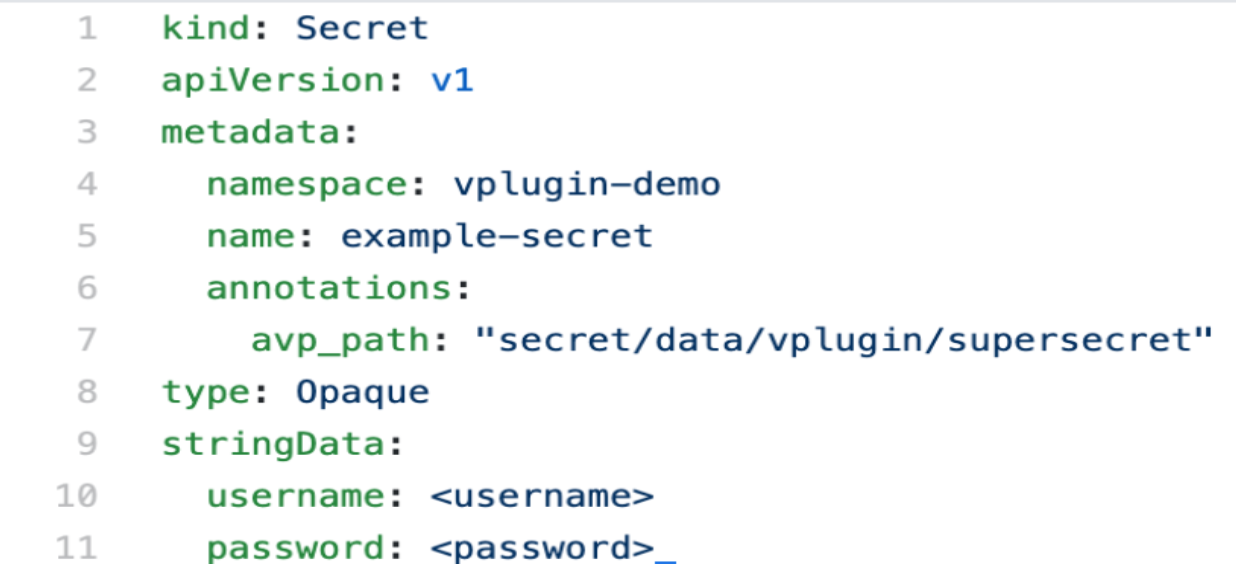 1 kind: Secret
2 apiVersion: v1
3 metadata:
4   namespace: vplugin-demo
5   name: example-secret
6   annotations:
7     avp_path: "secret/data/vplugin/supersecret"
8 type: Opaque
9 stringData:
10   username: <username>
11   password: <password>_